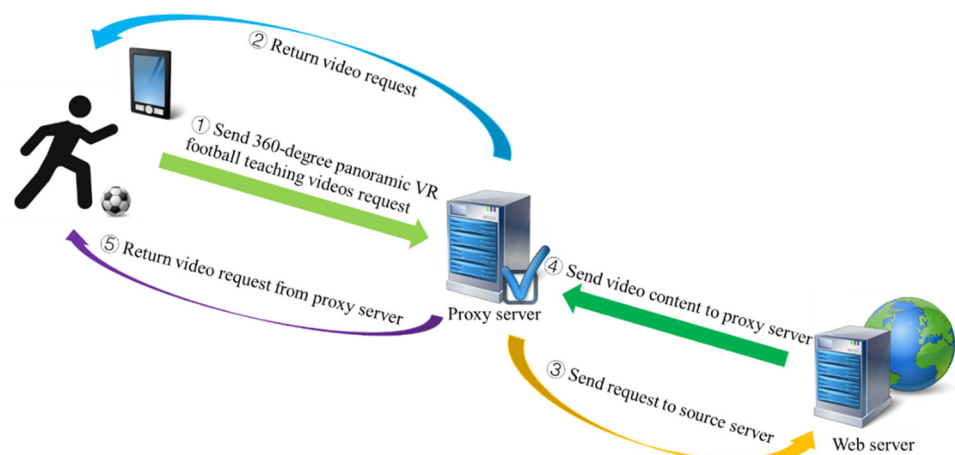 ② Return video request
① Send 360-degree panoramic VR
football teaching videos request
⑤ Return video request from proxy server
Proxy server
④ Send video content to proxy server
③ Send request to source server
Web server